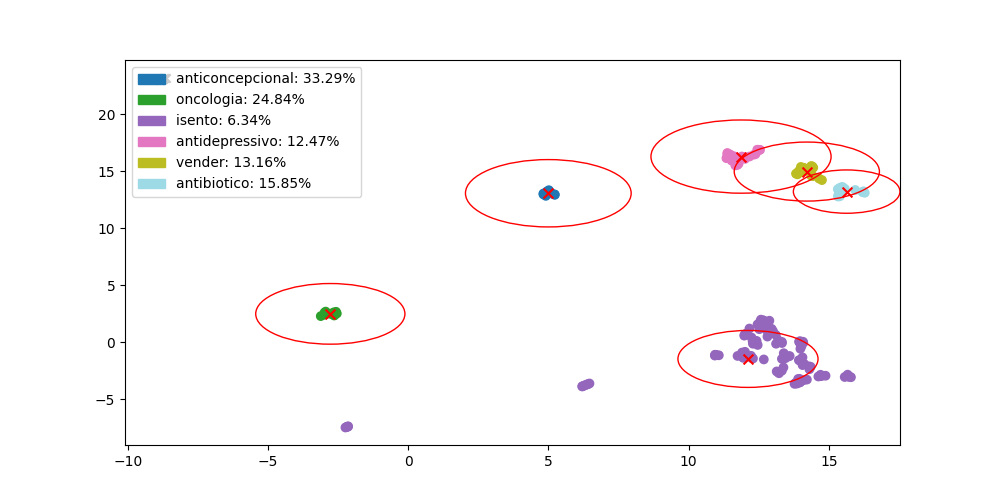 anticoncepcional: 33.29%
oncologia: 24.84%
isento: 6.34%
antidepressivo: 12.47%
vender: 13.16%
antibiotico: 15.85%
20
15
10
5
0
−5
−10 −5 0 5 10 15